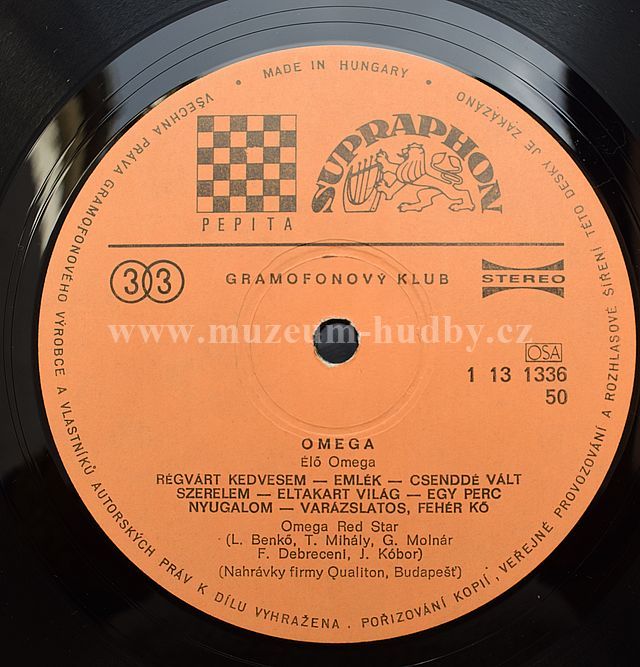 MADE IN HUNGARY
VŠECHNA PRÁVA GRAMOFONOVÉHO VÝROBCE A VLASTNÍKŮ AUTORSKÝCH PRÁV K DÍLU VYHRAŽENA. POŘIZOVÁNÍ KOPIÍ, VEŘEJNÉ PROVOZOVÁNÍ A ROZHLASOVÉ ŠÍŘENÍ TÉTO DESKY JE ZAKÁZÁNO
SUPRAPHON
PEPITA
33
GRAMOFONOVÝ KLUB
STEREO
www.muzeum-hudby.cz
OSA
1 13 1336
50
OMEGA
Élő Omega
RÉGVÁRT KEDVESEM — EMLÉK — CSENDDÉ VÁLT
SZERELEM — ELTAKART VILÁG — EGY PERC
NYUGALOM — VARÁZSLATOS, FEHÉR KŐ
Omega Red Star
(L. Benkő, T. Mihály, G. Molnár
F. Debreceni, J. Kóbor)
(Nahrávky firmy Qualiton, Budapešť)